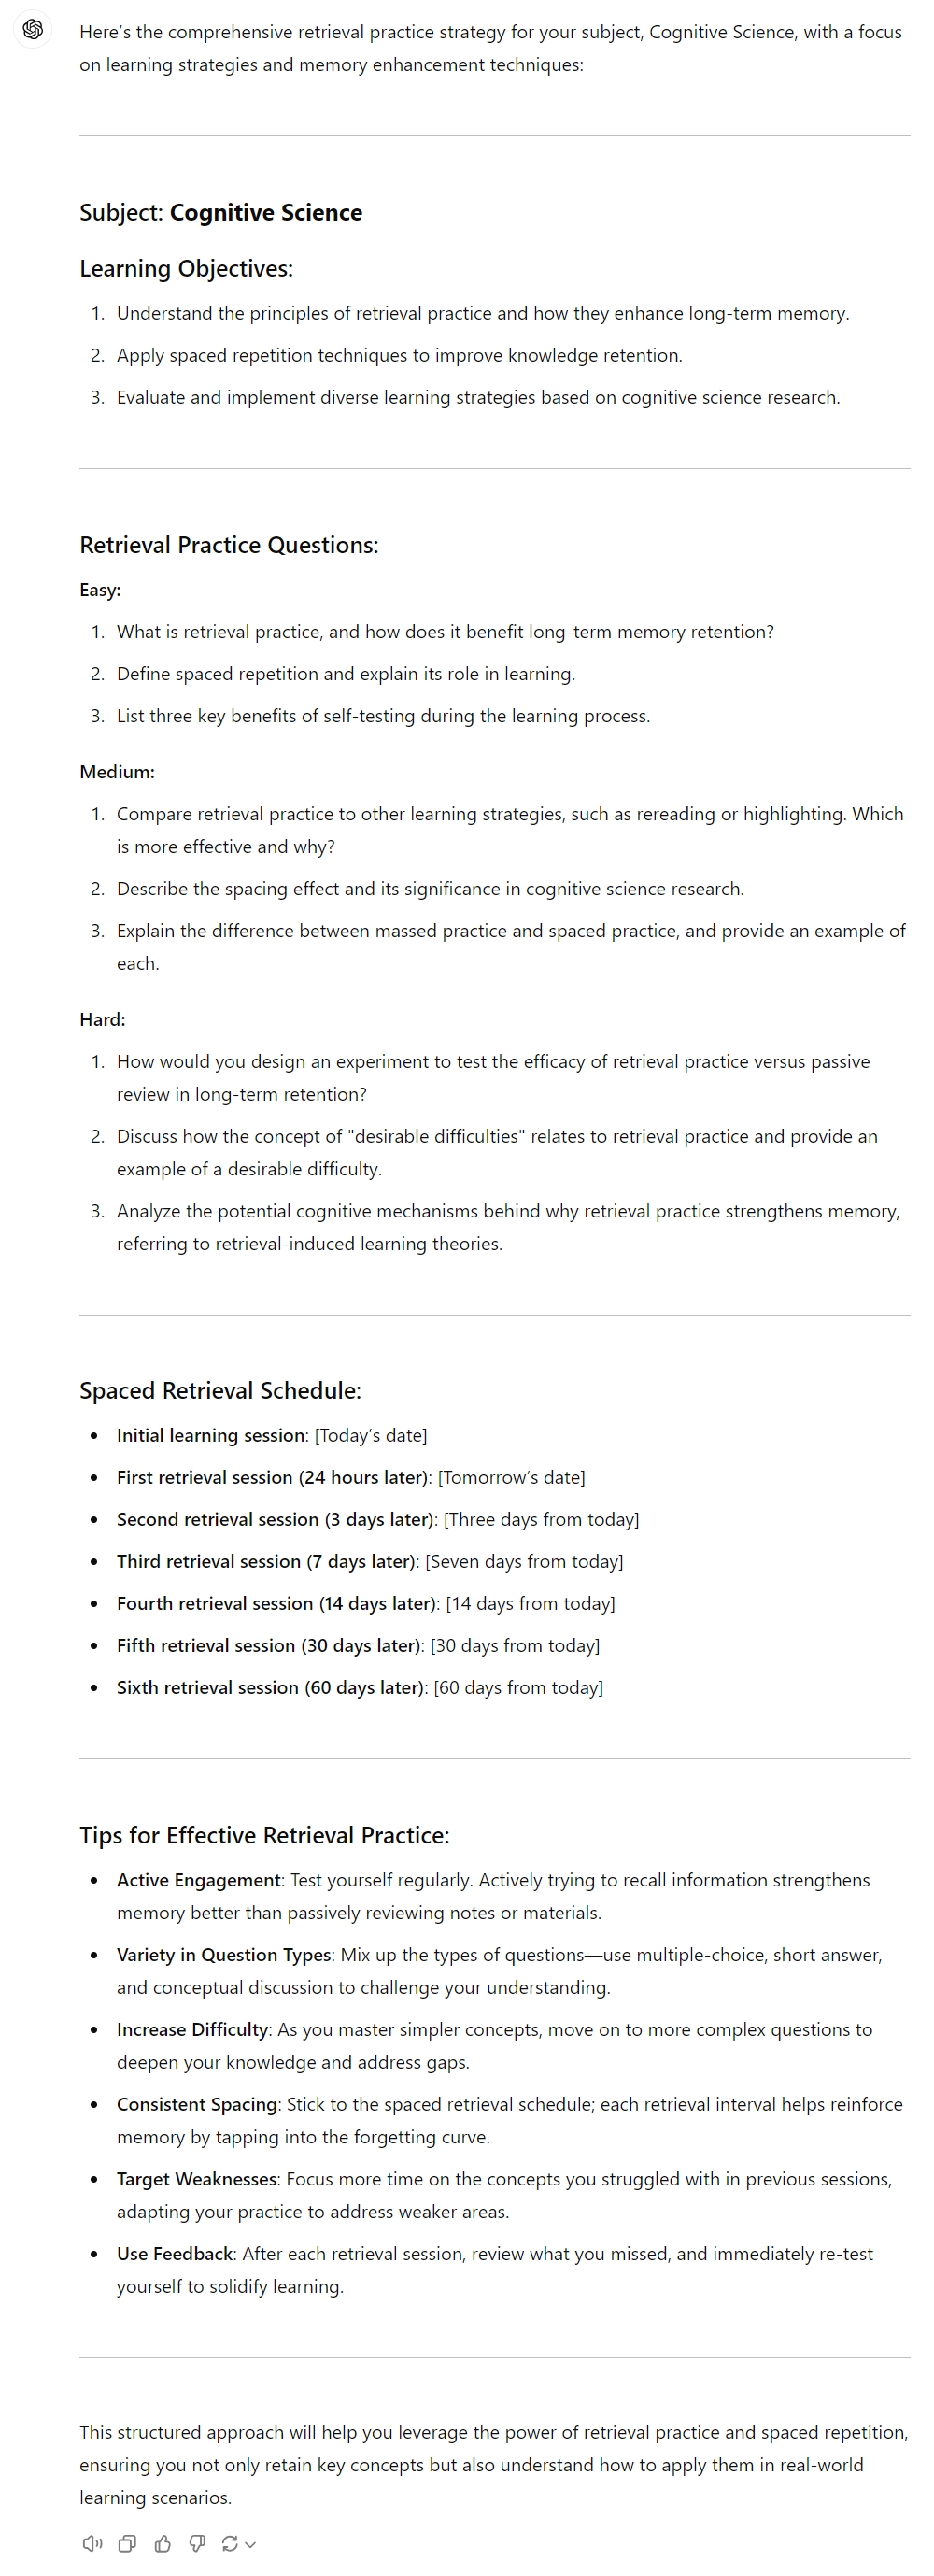 Here's the comprehensive retrieval practice strategy for your subject, Cognitive Science, with a focus
on learning strategies and memory enhancement techniques:
Subject: Cognitive Science
Learning Objectives:
1. Understand the principles of retrieval practice and how they enhance long-term memory.
2. Apply spaced repetition techniques to improve knowledge retention.
3. Evaluate and implement diverse learning strategies based on cognitive science research.
Retrieval Practice Questions:
Easy:
1. What is retrieval practice, and how does it benefit long-term memory retention?
2. Define spaced repetition and explain its role in learning.
3. List three key benefits of self-testing during the learning process.
Medium:
1. Compare retrieval practice to other learning strategies, such as rereading or highlighting. Which
is more effective and why?
2. Describe the spacing effect and its significance in cognitive science research.
3. Explain the difference between massed practice and spaced practice, and provide an example of
each.
Hard:
1. How would you design an experiment to test the efficacy of retrieval practice versus passive
review in long-term retention?
2. Discuss how the concept of "desirable difficulties" relates to retrieval practice and provide an
example of a desirable difficulty.
3. Analyze the potential cognitive mechanisms behind why retrieval practice strengthens memory,
referring to retrieval-induced learning theories.
Spaced Retrieval Schedule:
• Initial learning session: [Today's date]
• First retrieval session (24 hours later): [Tomorrow's date]
• Second retrieval session (3 days later): [Three days from today]
• Third retrieval session (7 days later): [Seven days from today]
• Fourth retrieval session (14 days later): [14 days from today]
• Fifth retrieval session (30 days later): [30 days from today]
• Sixth retrieval session (60 days later): [60 days from today]
Tips for Effective Retrieval Practice:
• Active Engagement: Test yourself regularly. Actively trying to recall information strengthens
memory better than passively reviewing notes or materials.
• Variety in Question Types: Mix up the types of questions—use multiple-choice, short answer,
and conceptual discussion to challenge your understanding.
• Increase Difficulty: As you master simpler concepts, move on to more complex questions to
deepen your knowledge and address gaps.
• Consistent Spacing: Stick to the spaced retrieval schedule; each retrieval interval helps reinforce
memory by tapping into the forgetting curve.
• Target Weaknesses: Focus more time on the concepts you struggled with in previous sessions,
adapting your practice to address weaker areas.
• Use Feedback: After each retrieval session, review what you missed, and immediately re-test
yourself to solidify learning.
This structured approach will help you leverage the power of retrieval practice and spaced repetition,
ensuring you not only retain key concepts but also understand how to apply them in real-world
learning scenarios.